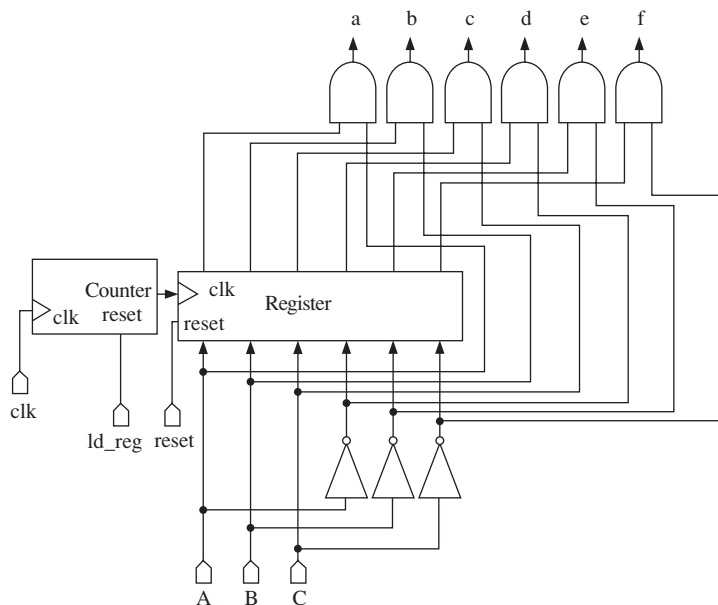 a b c d e f
Counter
clk
reset
clk
Register
reset
clk
ld_reg
reset
A B C